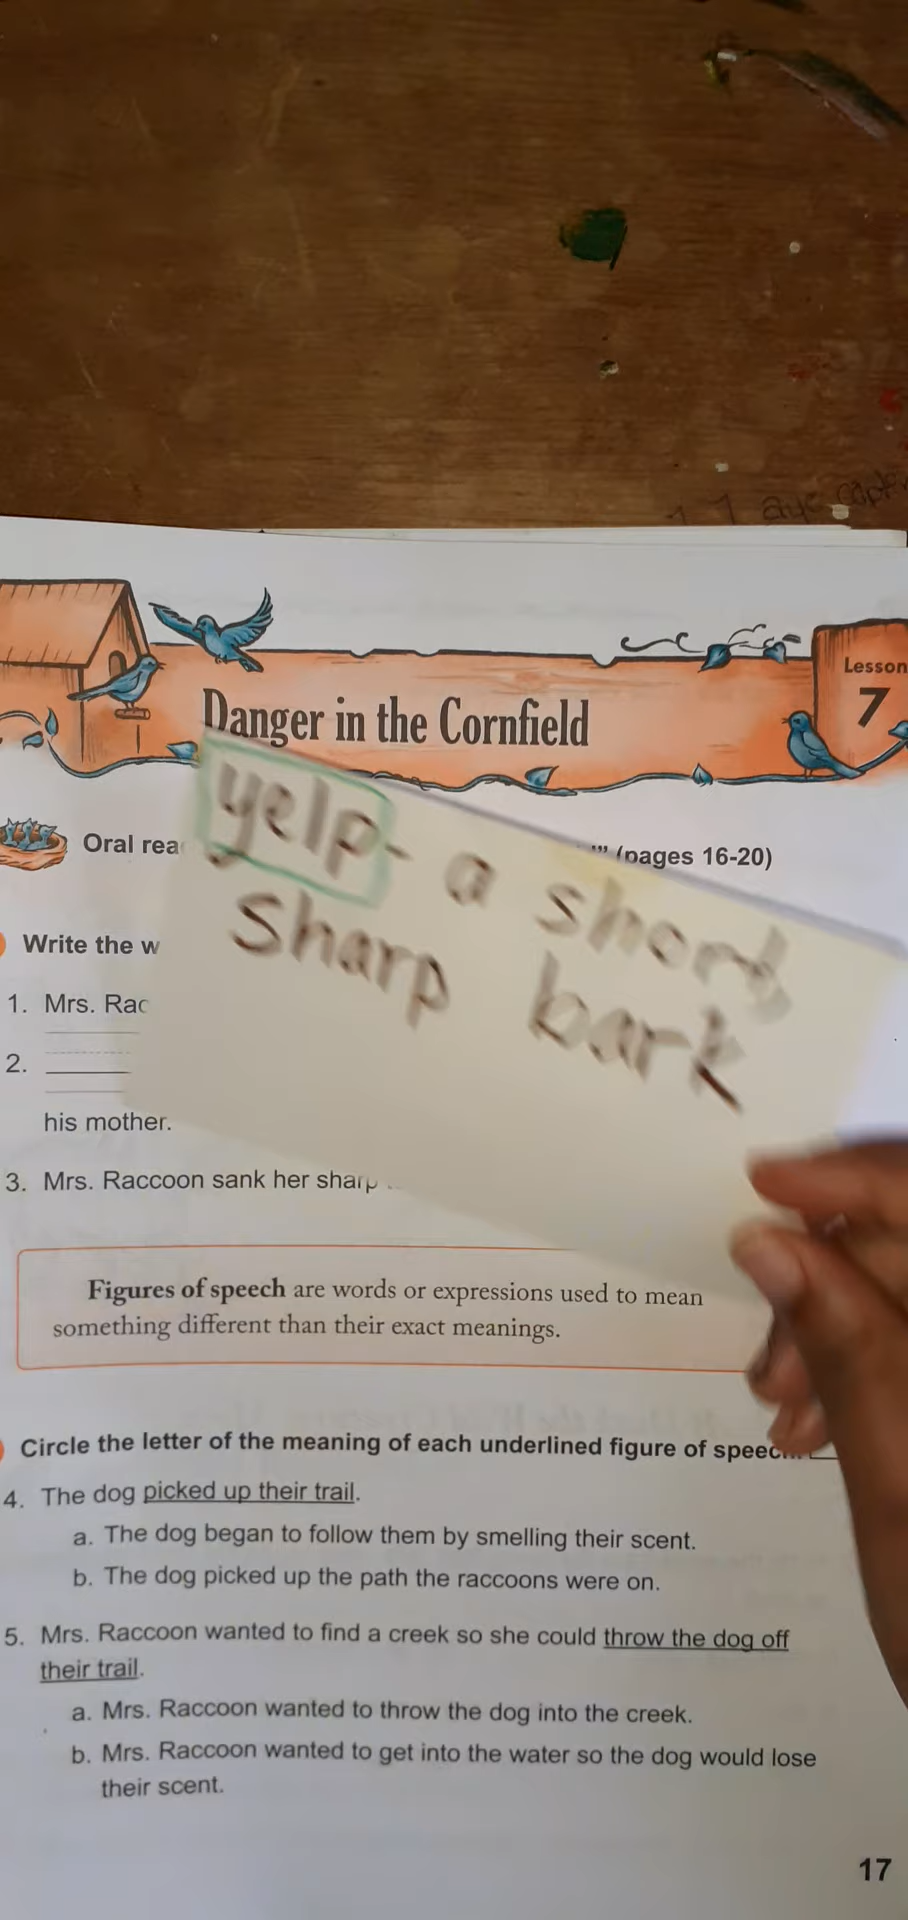 Lesson
7
Danger in the Cornfield
yelp - a short,
sharp bark
Oral rea
" (pages 16-20)
Write the w
1. Mrs. Rac
2.
his mother.
3. Mrs. Raccoon sank her sharp
Figures of speech are words or expressions used to mean
something different than their exact meanings.
Circle the letter of the meaning of each underlined figure of speec
4. The dog picked up their trail.
a. The dog began to follow them by smelling their scent.
b. The dog picked up the path the raccoons were on.
5. Mrs. Raccoon wanted to find a creek so she could throw the dog off
their trail.
a. Mrs. Raccoon wanted to throw the dog into the creek.
b. Mrs. Raccoon wanted to get into the water so the dog would lose
their scent.
17